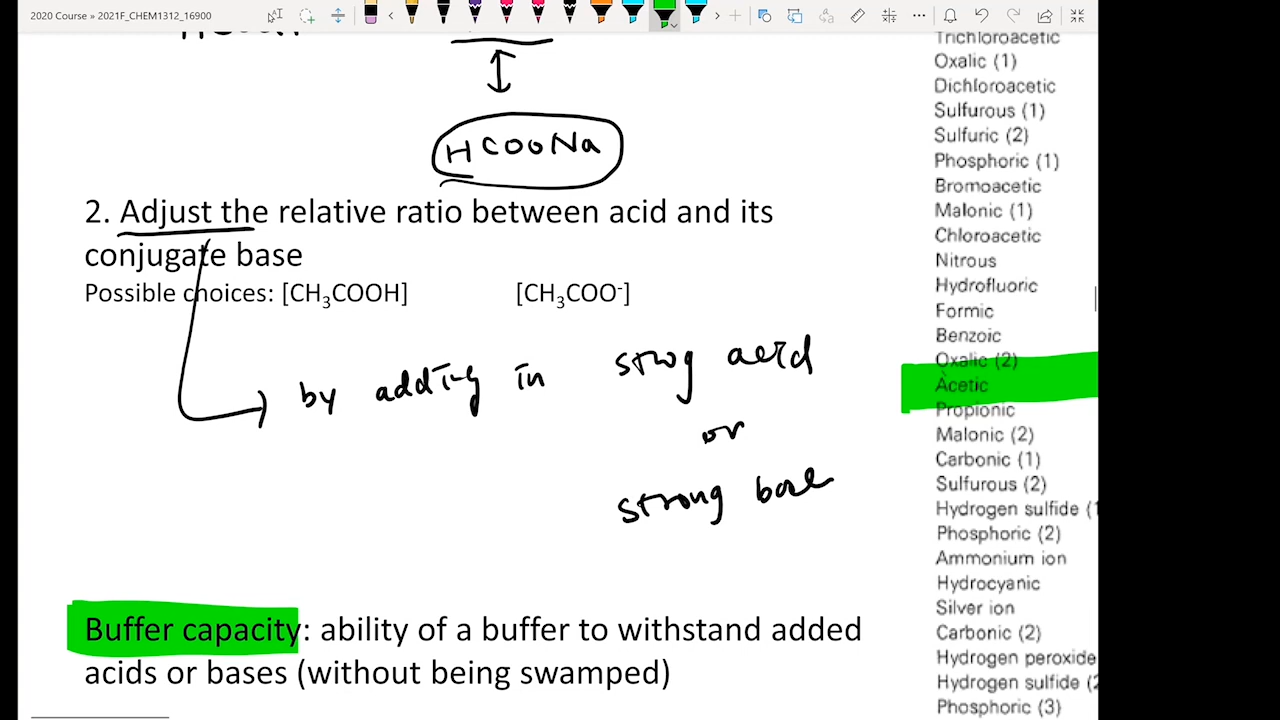 2020 Course » 2021F_CHEM1312_16900
HCOONa
2. Adjust the relative ratio between acid and its
conjugate base
Possible choices: [CH₃COOH] [CH₃COO⁻]
by adding in strong acid
or
strong base
Buffer capacity: ability of a buffer to withstand added
acids or bases (without being swamped)
Trichloroacetic
Oxalic (1)
Dichloroacetic
Sulfurous (1)
Sulfuric (2)
Phosphoric (1)
Bromoacetic
Malonic (1)
Chloroacetic
Nitrous
Hydrofluoric
Formic
Benzoic
Oxalic (2)
Acetic
Propionic
Malonic (2)
Carbonic (1)
Sulfurous (2)
Hydrogen sulfide (1
Phosphoric (2)
Ammonium ion
Hydrocyanic
Silver ion
Carbonic (2)
Hydrogen peroxide
Hydrogen sulfide (2
Phosphoric (3)